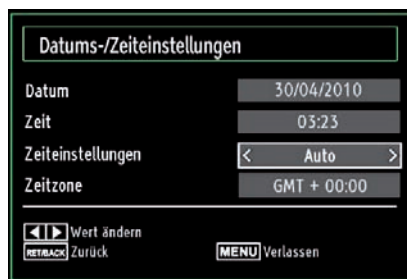 Datums-/Zeiteinstellungen
Datum 30/04/2010
Zeit 03:23
Zeiteinstellungen < Auto >
Zeitzone GMT + 00:00
Wert ändern
RET/BACK Zurück MENU Verlassen